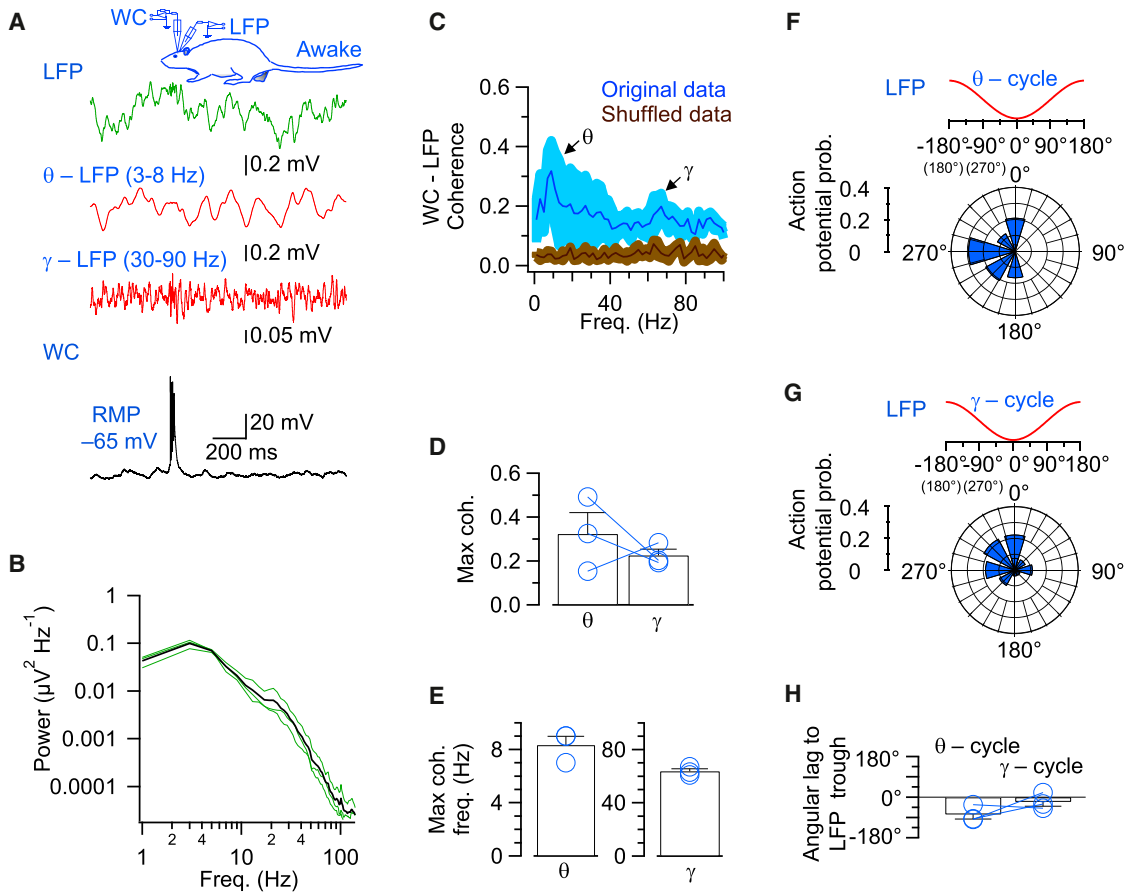 A
WC
LFP
Awake
LFP
0.2 mV
θ – LFP (3-8 Hz)
0.2 mV
γ – LFP (30-90 Hz)
0.05 mV
WC
RMP
–65 mV
20 mV
200 ms
B
Power (µV² Hz⁻¹)
1
0.1
0.01
0.001
0.0001
1 2 4 10 2 4 100
Freq. (Hz)
C
Original data
Shuffled data
θ
γ
WC - LFP
Coherence
0.6
0.4
0.2
0.0
0 40 80
Freq. (Hz)
D
Max coh.
0.6
0.4
0.2
0.0
θ γ
E
Max coh.
freq. (Hz)
8
4
0
θ
80
40
0
γ
F
LFP
θ – cycle
-180° -90° 0° 90° 180°
(180°) (270°)
Action
potential prob.
0.4
0.2
0
0°
270°
90°
180°
G
LFP
γ – cycle
-180° -90° 0° 90° 180°
(180°) (270°)
Action
potential prob.
0.4
0.2
0
0°
270°
90°
180°
H
θ – cycle
γ – cycle
Angular lag to
LFP trough
180°
0°
-180°